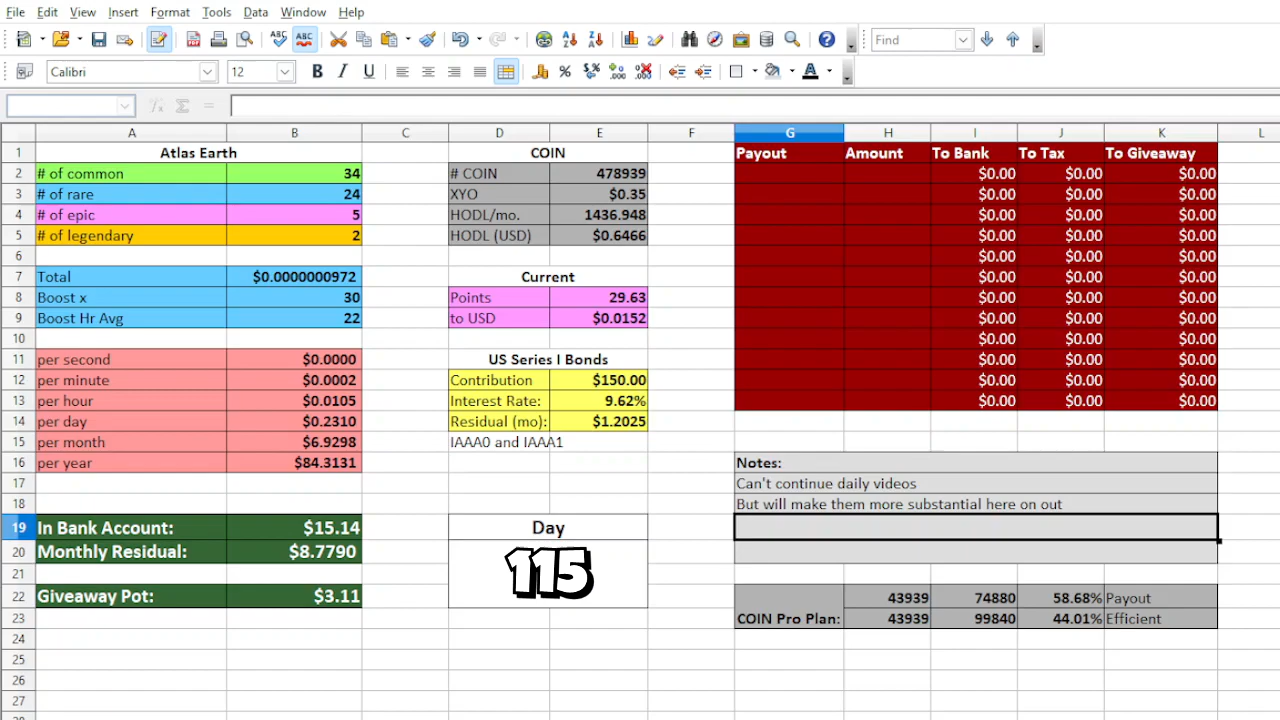 File Edit View Insert Format Tools Data Window Help
Find
Calibri 12
A B C D E F G H I J K L
1 Atlas Earth COIN Payout Amount To Bank To Tax To Giveaway
2 # of common 34 # COIN 478939 $0.00 $0.00 $0.00
3 # of rare 24 XYO $0.35 $0.00 $0.00 $0.00
4 # of epic 5 HODL/mo. 1436.948 $0.00 $0.00 $0.00
5 # of legendary 2 HODL (USD) $0.6466 $0.00 $0.00 $0.00
6 $0.00 $0.00 $0.00
7 Total $0.0000000972 Current $0.00 $0.00 $0.00
8 Boost x 30 Points 29.63 $0.00 $0.00 $0.00
9 Boost Hr Avg 22 to USD $0.0152 $0.00 $0.00 $0.00
10 $0.00 $0.00 $0.00
11 per second $0.0000 US Series I Bonds $0.00 $0.00 $0.00
12 per minute $0.0002 Contribution $150.00 $0.00 $0.00 $0.00
13 per hour $0.0105 Interest Rate: 9.62% $0.00 $0.00 $0.00
14 per day $0.2310 Residual (mo): $1.2025
15 per month $6.9298 IAAA0 and IAAA1
16 per year $84.3131 Notes:
17 Can't continue daily videos
18 But will make them more substantial here on out
19 In Bank Account: $15.14 Day
20 Monthly Residual: $8.7790 115
21
22 Giveaway Pot: $3.11 43939 74880 58.68% Payout
23 COIN Pro Plan: 43939 99840 44.01% Efficient
24
25
26
27